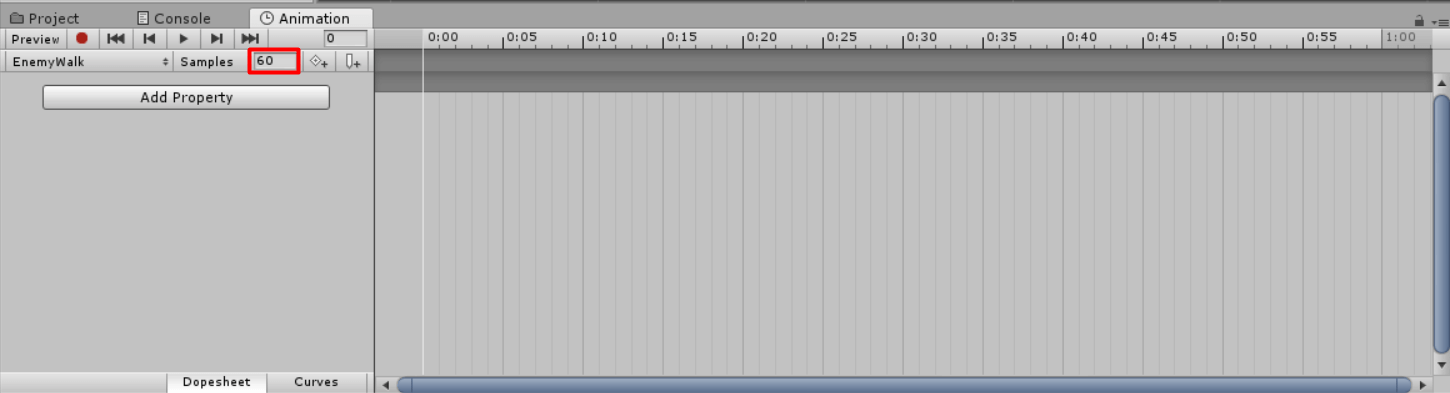 Project Console Animation
Preview 0 0:00 0:05 0:10 0:15 0:20 0:25 0:30 0:35 0:40 0:45 0:50 0:55 1:00
EnemyWalk Samples 60
Add Property
Dopesheet Curves